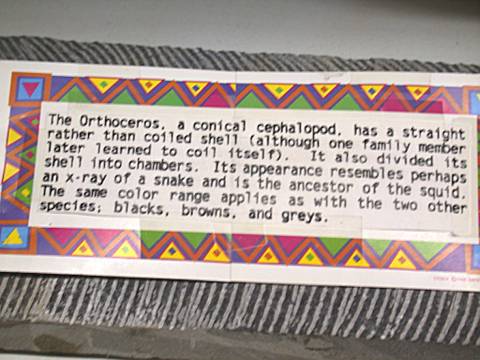 The Orthoceros, a conical cephalopod, has a straight
rather than coiled shell (although one family member
later learned to coil itself). It also divided its
shell into chambers. Its appearance resembles perhaps
an x-ray of a snake and is the ancestor of the squid.
The same color range applies as with the two other
species; blacks, browns, and greys.